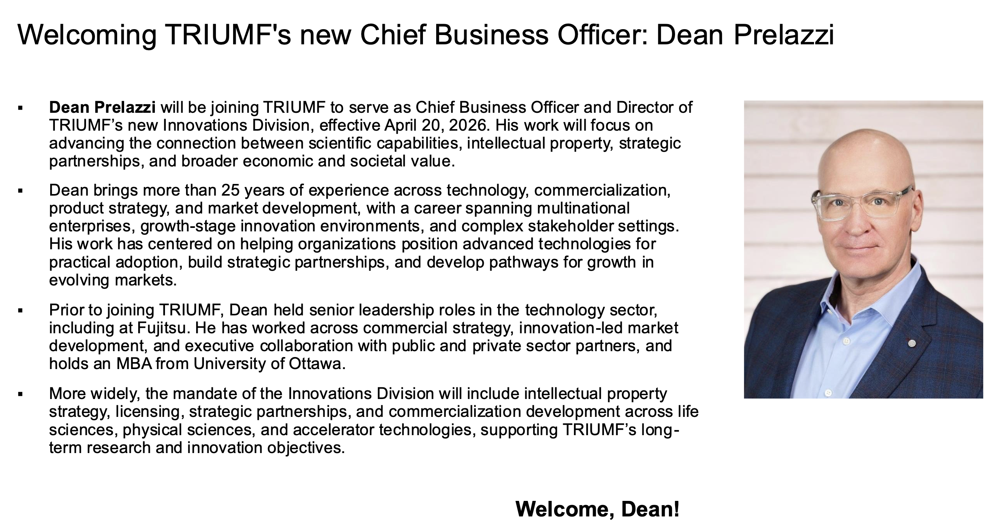 Welcoming TRIUMF's new Chief Business Officer: Dean Prelazzi
▪ Dean Prelazzi will be joining TRIUMF to serve as Chief Business Officer and Director of
TRIUMF’s new Innovations Division, effective April 20, 2026. His work will focus on
advancing the connection between scientific capabilities, intellectual property, strategic
partnerships, and broader economic and societal value.
▪ Dean brings more than 25 years of experience across technology, commercialization,
product strategy, and market development, with a career spanning multinational
enterprises, growth-stage innovation environments, and complex stakeholder settings.
His work has centered on helping organizations position advanced technologies for
practical adoption, build strategic partnerships, and develop pathways for growth in
evolving markets.
▪ Prior to joining TRIUMF, Dean held senior leadership roles in the technology sector,
including at Fujitsu. He has worked across commercial strategy, innovation-led market
development, and executive collaboration with public and private sector partners, and
holds an MBA from University of Ottawa.
▪ More widely, the mandate of the Innovations Division will include intellectual property
strategy, licensing, strategic partnerships, and commercialization development across life
sciences, physical sciences, and accelerator technologies, supporting TRIUMF’s long-
term research and innovation objectives.
Welcome, Dean!